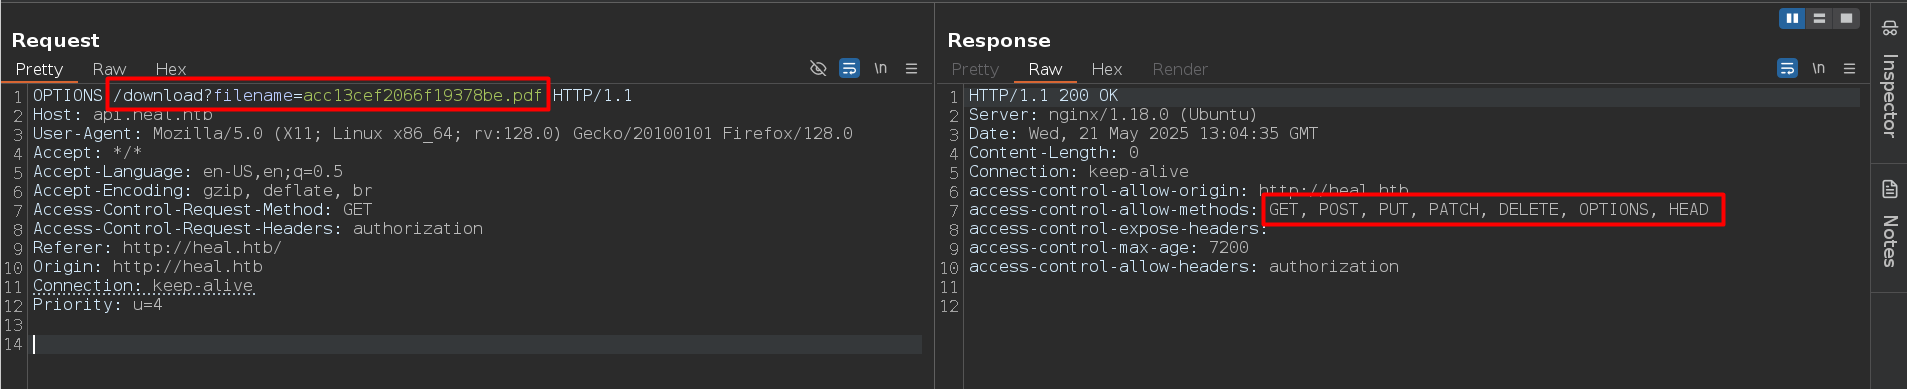 Request
Pretty Raw Hex
\n
1 OPTIONS /download?filename=acc13cef2066f19378be.pdf HTTP/1.1
2 Host: api.heal.htb
3 User-Agent: Mozilla/5.0 (X11; Linux x86_64; rv:128.0) Gecko/20100101 Firefox/128.0
4 Accept: */*
5 Accept-Language: en-US,en;q=0.5
6 Accept-Encoding: gzip, deflate, br
7 Access-Control-Request-Method: GET
8 Access-Control-Request-Headers: authorization
9 Referer: http://heal.htb/
10 Origin: http://heal.htb
11 Connection: keep-alive
12 Priority: u=4
13
14
Response
Pretty Raw Hex Render
\n
1 HTTP/1.1 200 OK
2 Server: nginx/1.18.0 (Ubuntu)
3 Date: Wed, 21 May 2025 13:04:35 GMT
4 Content-Length: 0
5 Connection: keep-alive
6 access-control-allow-origin: http://heal.htb
7 access-control-allow-methods: GET, POST, PUT, PATCH, DELETE, OPTIONS, HEAD
8 access-control-expose-headers:
9 access-control-max-age: 7200
10 access-control-allow-headers: authorization
11
12
Inspector
Notes